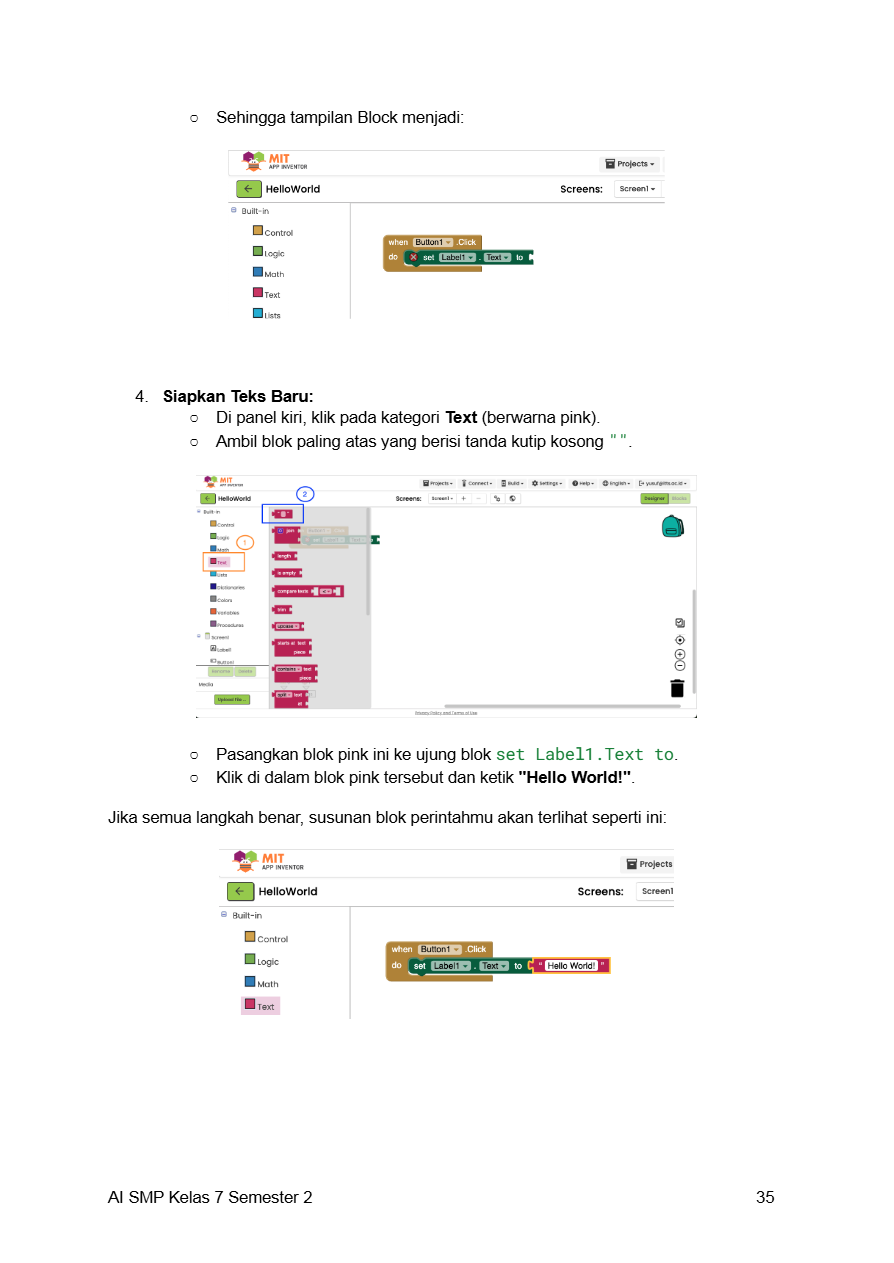 ○ Sehingga tampilan Block menjadi:
MIT
APP INVENTOR
Projects
HelloWorld
Screens:
Screen1
Built-in
Control
Logic
Math
Text
Lists
when Button1 .Click
do set Label1 . Text to
4. Siapkan Teks Baru:
○ Di panel kiri, klik pada kategori Text (berwarna pink).
○ Ambil blok paling atas yang berisi tanda kutip kosong " ".
MIT
APP INVENTOR
Projects Connect Build Settings Help English
HelloWorld
Screens: Screen1
Designer Blocks
Built-in
Control
Logic
Math
Text
Lists
Dictionaries
Colors
Variables
Procedures
Screen1
Label1
Button1
Rename Delete
Media
Upload File...
1
2
" "
join
length
is empty
compare texts
trim
upcase
starts at text
piece
contains text
piece
split text
at
Privacy Policy and Terms of Use
○ Pasangkan blok pink ini ke ujung blok set Label1.Text to.
○ Klik di dalam blok pink tersebut dan ketik "Hello World!".
Jika semua langkah benar, susunan blok perintahmu akan terlihat seperti ini:
MIT
APP INVENTOR
Projects
HelloWorld
Screens:
Screen1
Built-in
Control
Logic
Math
Text
when Button1 .Click
do set Label1 . Text to " Hello World! "
AI SMP Kelas 7 Semester 2
35